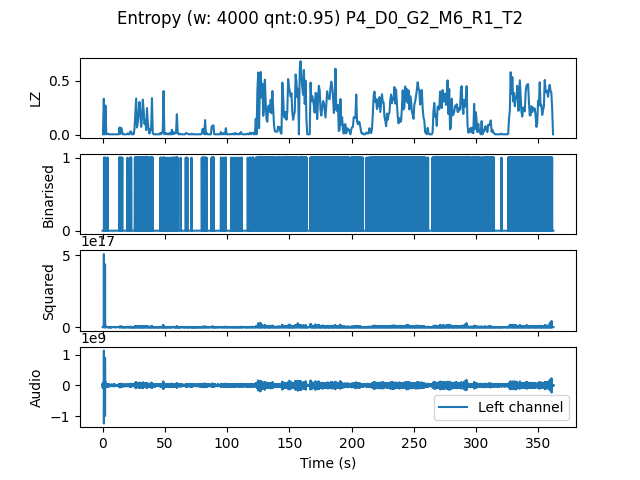 Entropy (w: 4000 qnt:0.95) P4_D0_G2_M6_R1_T2
LZ
0.5
0.0
Binarised
1
0
1e17
Squared
5
0
1e9
Audio
1
0
−1
Left channel
0 50 100 150 200 250 300 350
Time (s)